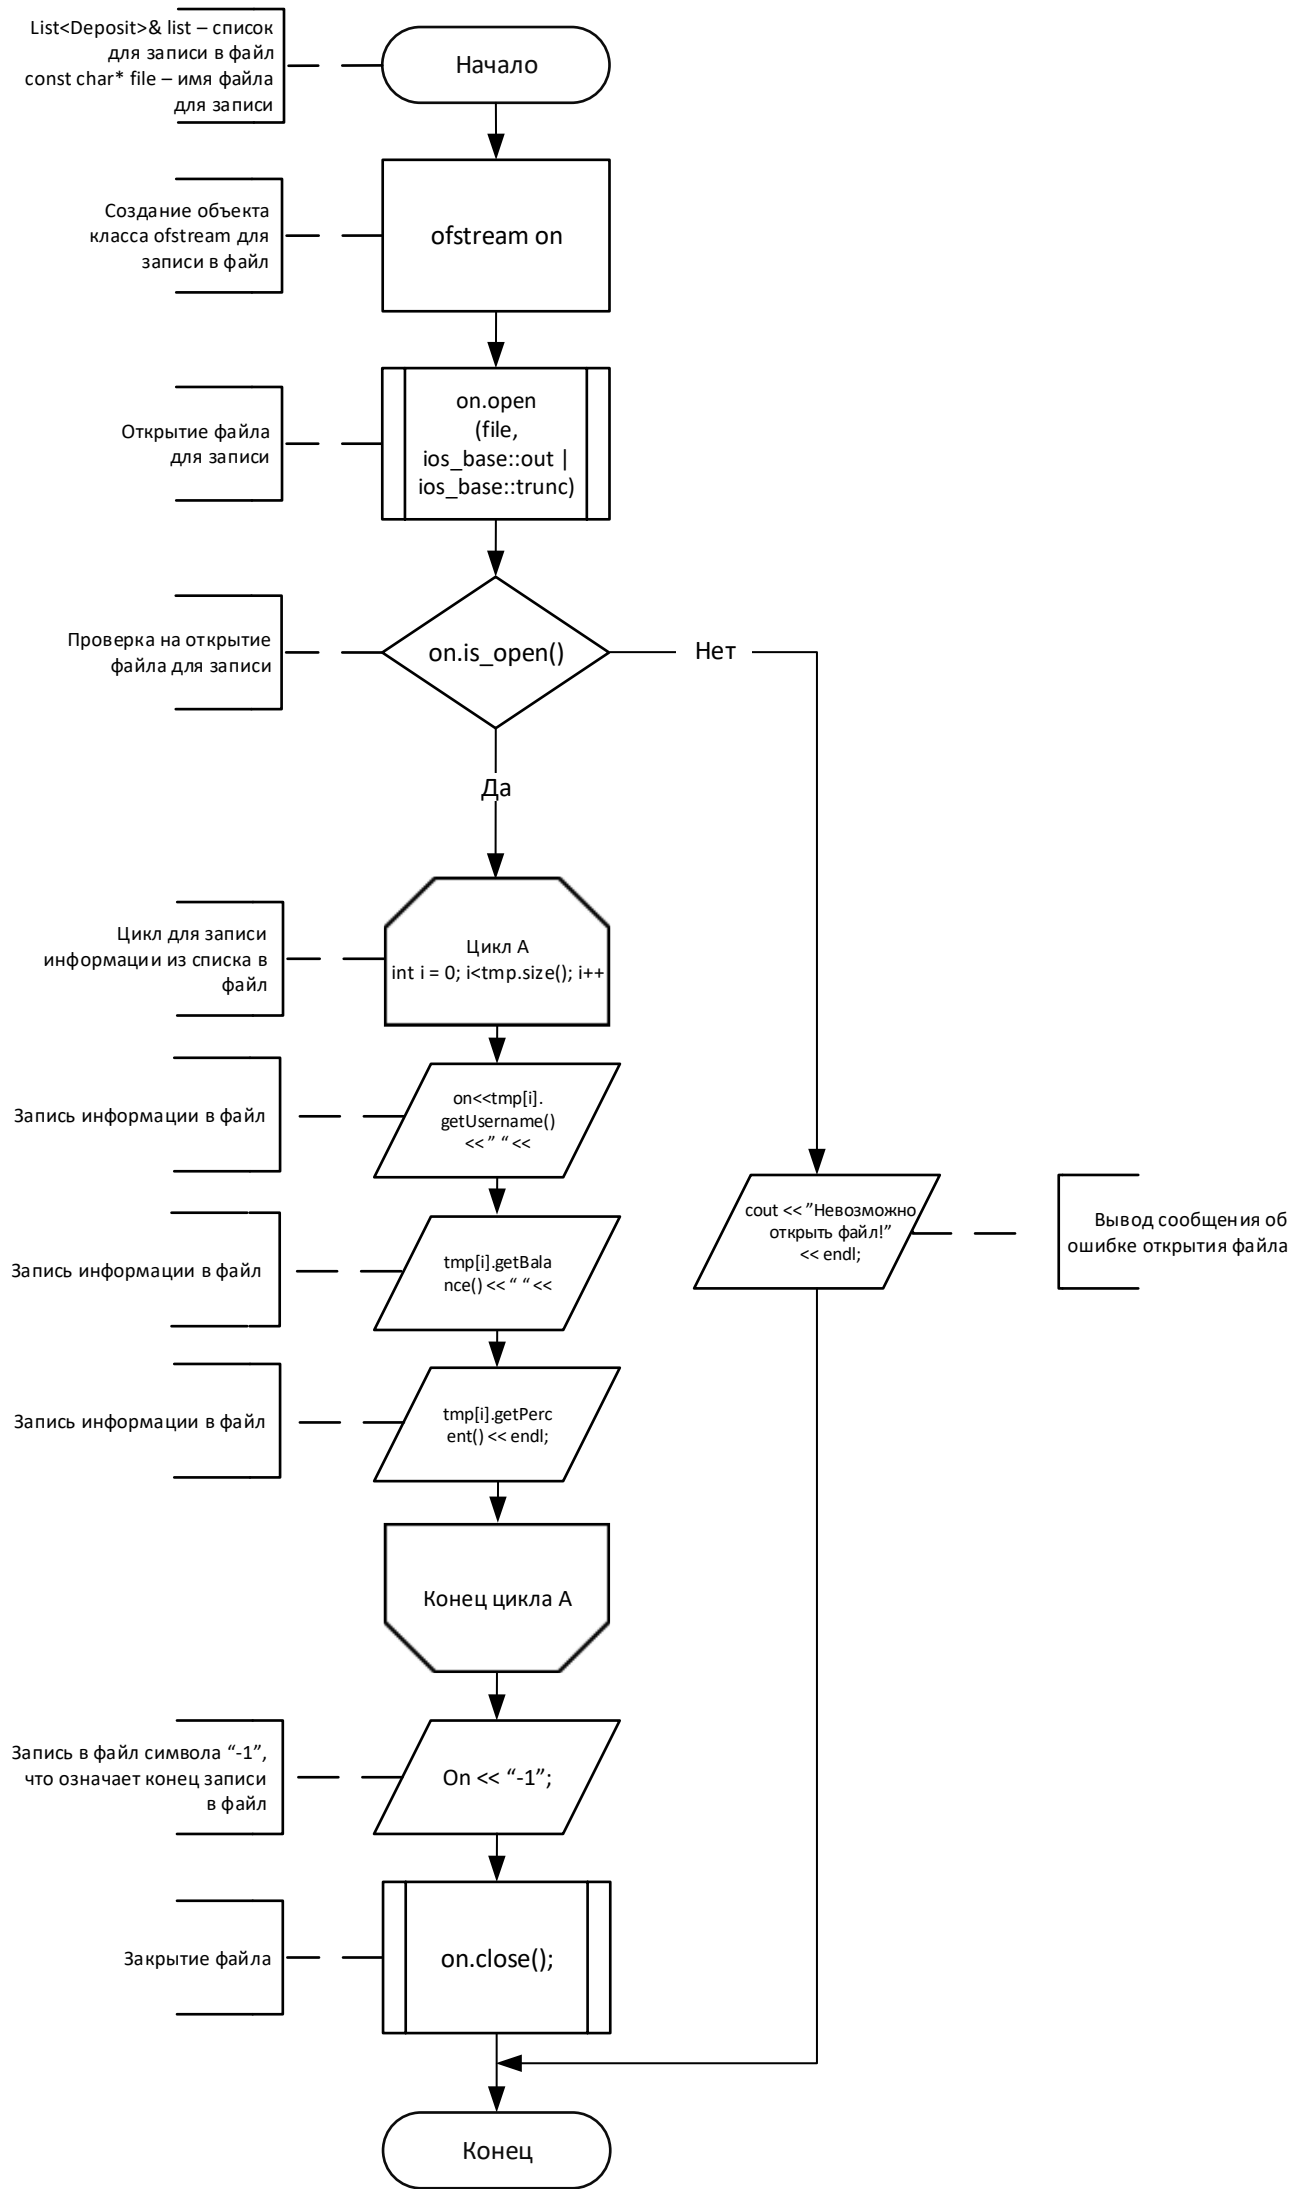 List<Deposit>& list – список
для записи в файл
const char* file – имя файла
для записи
Начало
Создание объекта
класса ofstream для
записи в файл
ofstream on
Открытие файла
для записи
on.open
(file,
ios_base::out |
ios_base::trunc)
Проверка на открытие
файла для записи
on.is_open()
Нет
Да
Цикл для записи
информации из списка в
файл
Цикл А
int i = 0; i<tmp.size(); i++
Запись информации в файл
on<<tmp[i].
getUsername()
<< ” “ <<
Запись информации в файл
tmp[i].getBala
nce() << “ “ <<
cout << ”Невозможно
открыть файл!”
<< endl;
Вывод сообщения об
ошибке открытия файла
Запись информации в файл
tmp[i].getPerc
ent() << endl;
Конец цикла А
Запись в файл символа “-1”,
что означает конец записи
в файл
On << “-1”;
Закрытие файла
on.close();
Конец